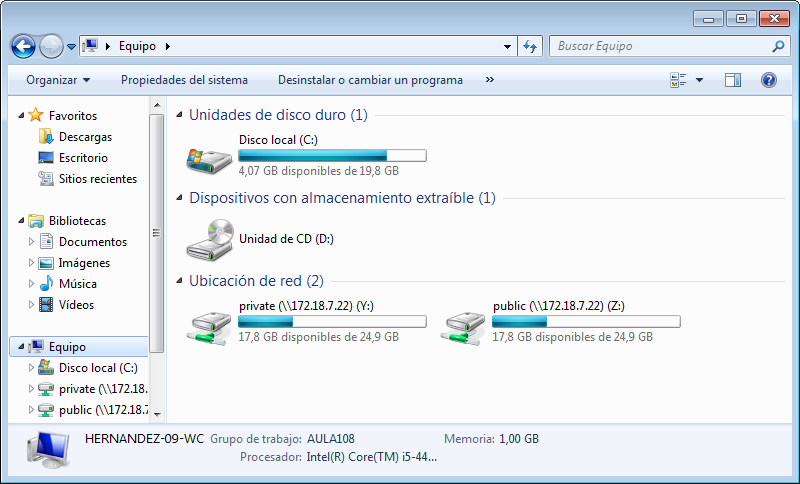 Equipo
Buscar Equipo
Organizar Propiedades del sistema Desinstalar o cambiar un programa »
Favoritos
Descargas
Escritorio
Sitios recientes
Bibliotecas
Documentos
Imágenes
Música
Vídeos
Equipo
Disco local (C:)
private (\\172.18.
public (\\172.18.7
Unidades de disco duro (1)
Disco local (C:)
4,07 GB disponibles de 19,8 GB
Dispositivos con almacenamiento extraíble (1)
Unidad de CD (D:)
Ubicación de red (2)
private (\\172.18.7.22) (Y:)
17,8 GB disponibles de 24,9 GB
public (\\172.18.7.22) (Z:)
17,8 GB disponibles de 24,9 GB
HERNANDEZ-09-WC Grupo de trabajo: AULA108 Memoria: 1,00 GB
Procesador: Intel(R) Core(TM) i5-44...